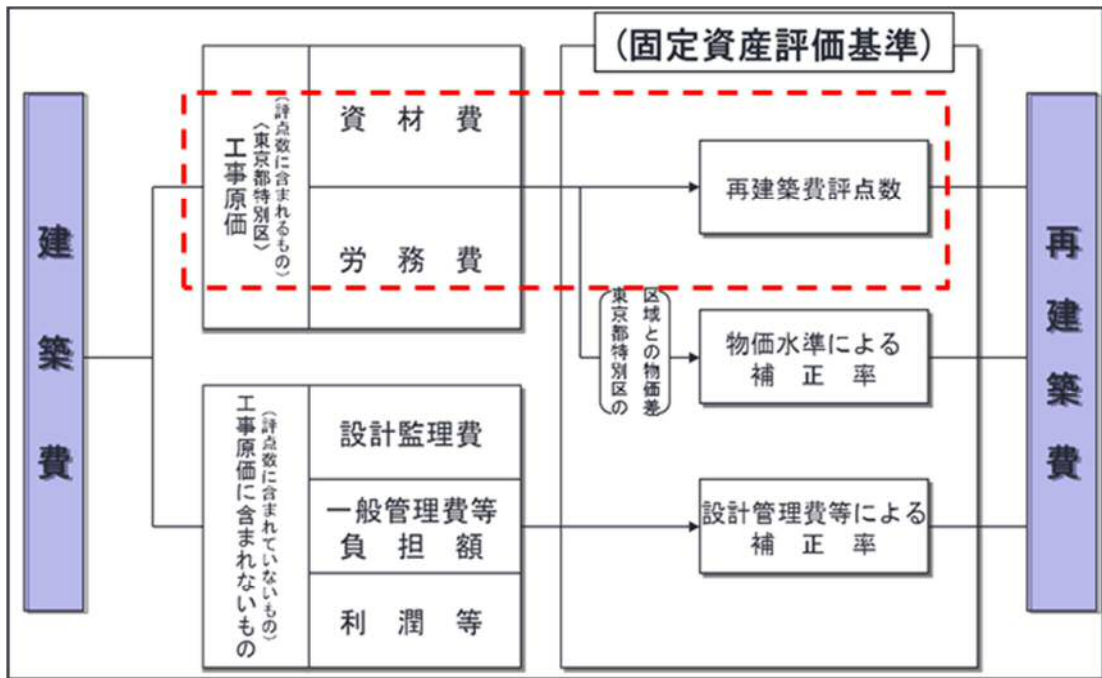 (固定資産評価基準)
建築費
工事原価
〈東京都特別区〉
(評点数に含まれるもの)
資材費
労務費
再建築費評点数
東京都特別区の
区域との物価差
物価水準による
補正率
工事原価に含まれないもの
(評点数に含まれていないもの)
設計監理費
一般管理費等
負担額
利潤等
設計管理費等による
補正率
再建築費